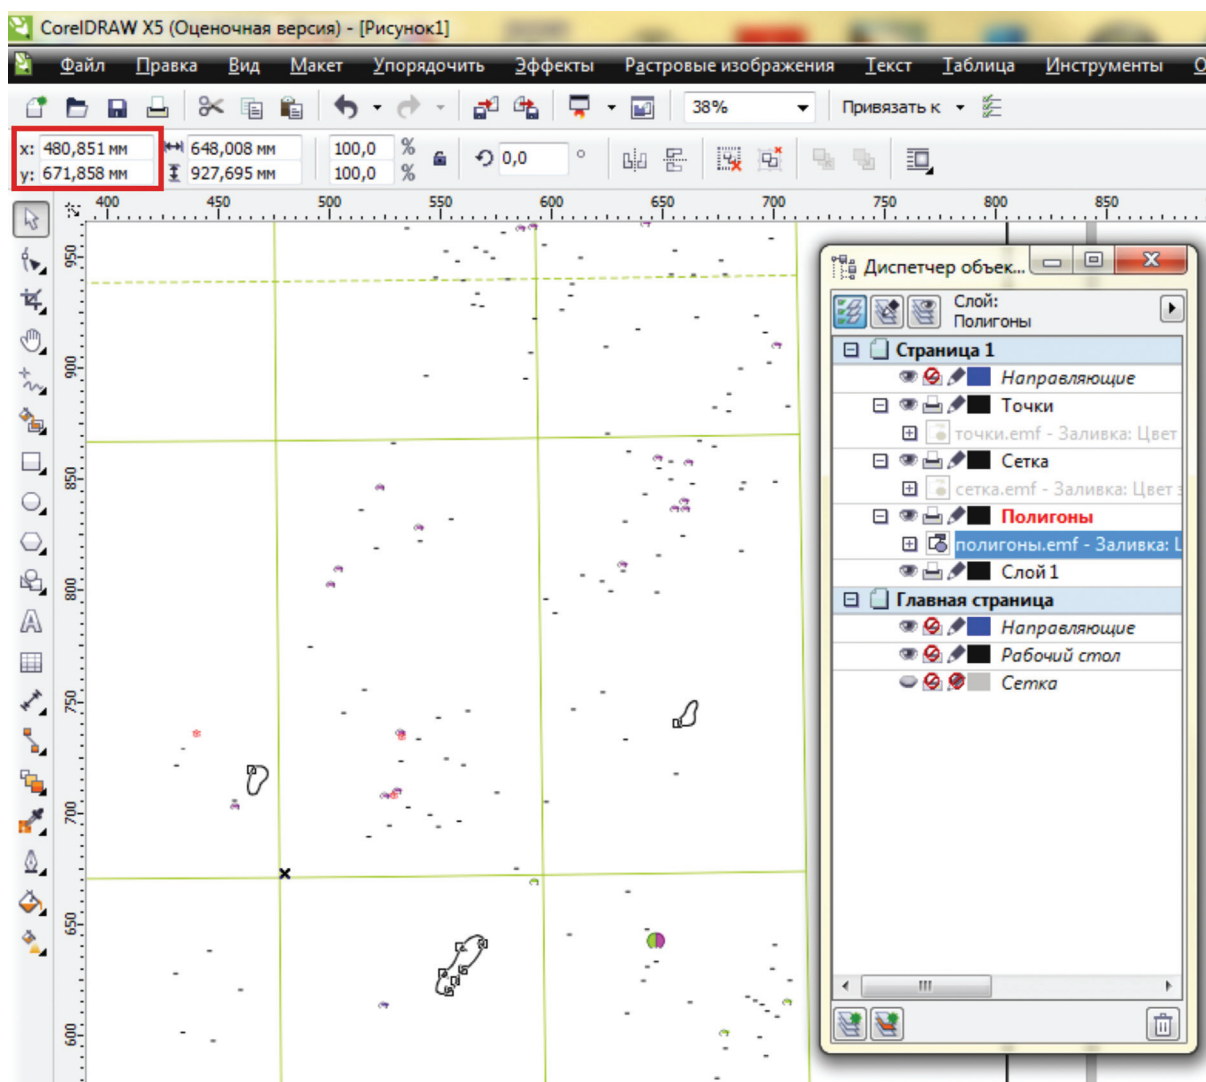 CorelDRAW X5 (Оценочная версия) - [Рисунок1]
Файл Правка Вид Макет Упорядочить Эффекты Растровые изображения Текст Таблица Инструменты О
38% Привязать к
x: 480,851 мм 648,008 мм 100,0 % 0,0 °
y: 671,858 мм 927,695 мм 100,0 %
400 450 500 550 600 650 700 750 800 850
950
900
850
800
750
700
650
600
Диспетчер объек...
Слой:
Полигоны
Страница 1
Направляющие
Точки
точки.emf - Заливка: Цвет
Сетка
сетка.emf - Заливка: Цвет
Полигоны
полигоны.emf - Заливка: Ц
Слой 1
Главная страница
Направляющие
Рабочий стол
Сетка